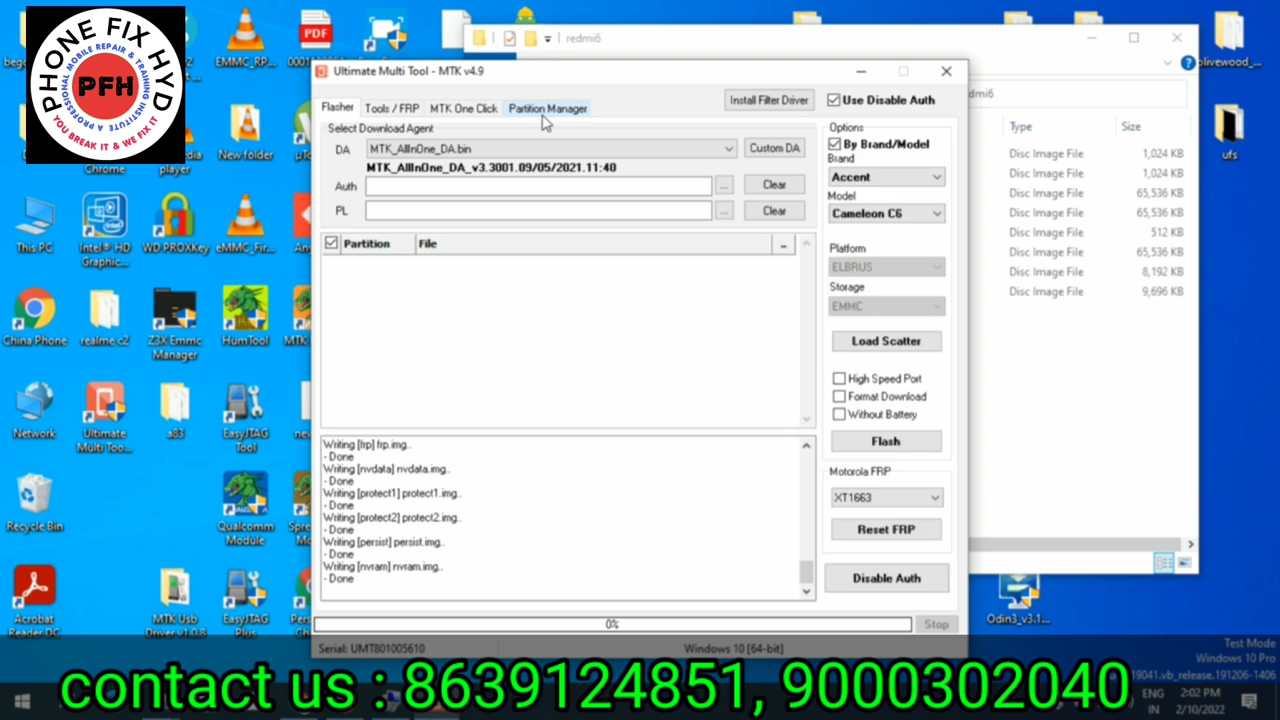 PHONE FIX HYD
A PROFESSIONAL MOBILE REPAIR & TRAINING INSTITUTE
PFH
YOU BREAK IT & WE FIX IT
PDF
EMMC_RP...
redmi6
Ultimate Multi Tool - MTK v4.9
Flasher
Tools / FRP
MTK One Click
Partition Manager
Install Filter Driver
Use Disable Auth
Select Download Agent
DA
MTK_AllInOne_DA.bin
Custom DA
MTK_AllInOne_DA_v3.3001.09/05/2021.11:40
Auth
...
Clear
PL
...
Clear
Partition
File
..
Options
By Brand/Model
Brand
Accent
Model
Cameleon C6
Platform
ELBRUS
Storage
EMMC
Load Scatter
High Speed Port
Format Download
Without Battery
Flash
Motorola FRP
XT1663
Reset FRP
Disable Auth
Writing [frp] frp.img..
- Done
Writing [nvdata] nvdata.img..
- Done
Writing [protect1] protect1.img..
- Done
Writing [protect2] protect2.img..
- Done
Writing [persist] persist.img..
- Done
Writing [nvram] nvram.img..
- Done
0%
Stop
Serial: UMT801005610
Windows 10 [64-bit]
Type
Size
Disc Image File
1,024 KB
Disc Image File
1,024 KB
Disc Image File
65,536 KB
Disc Image File
65,536 KB
Disc Image File
512 KB
Disc Image File
65,536 KB
Disc Image File
8,192 KB
Disc Image File
9,696 KB
olivewood_...
ufs
Chrome
player
New folder
This PC
Intel® HD
Graphic...
WD PROXKey
eMMC_Fir...
China Phone
realme c2
Z3X Emmc
Manager
HumTool
Network
Ultimate
Multi Too...
a83
EasyJTAG
Tool
Recycle Bin
Qualcomm
Module
Acrobat
Reader DC
MTK Usb
Driver v1.0.8
EasyJTAG
Plus
Odin3_v3.1...
Test Mode
Windows 10 Pro
19041.vb_release.191206-1406
contact us : 8639124851, 9000302040
ENG
IN
2:02 PM
2/10/2022